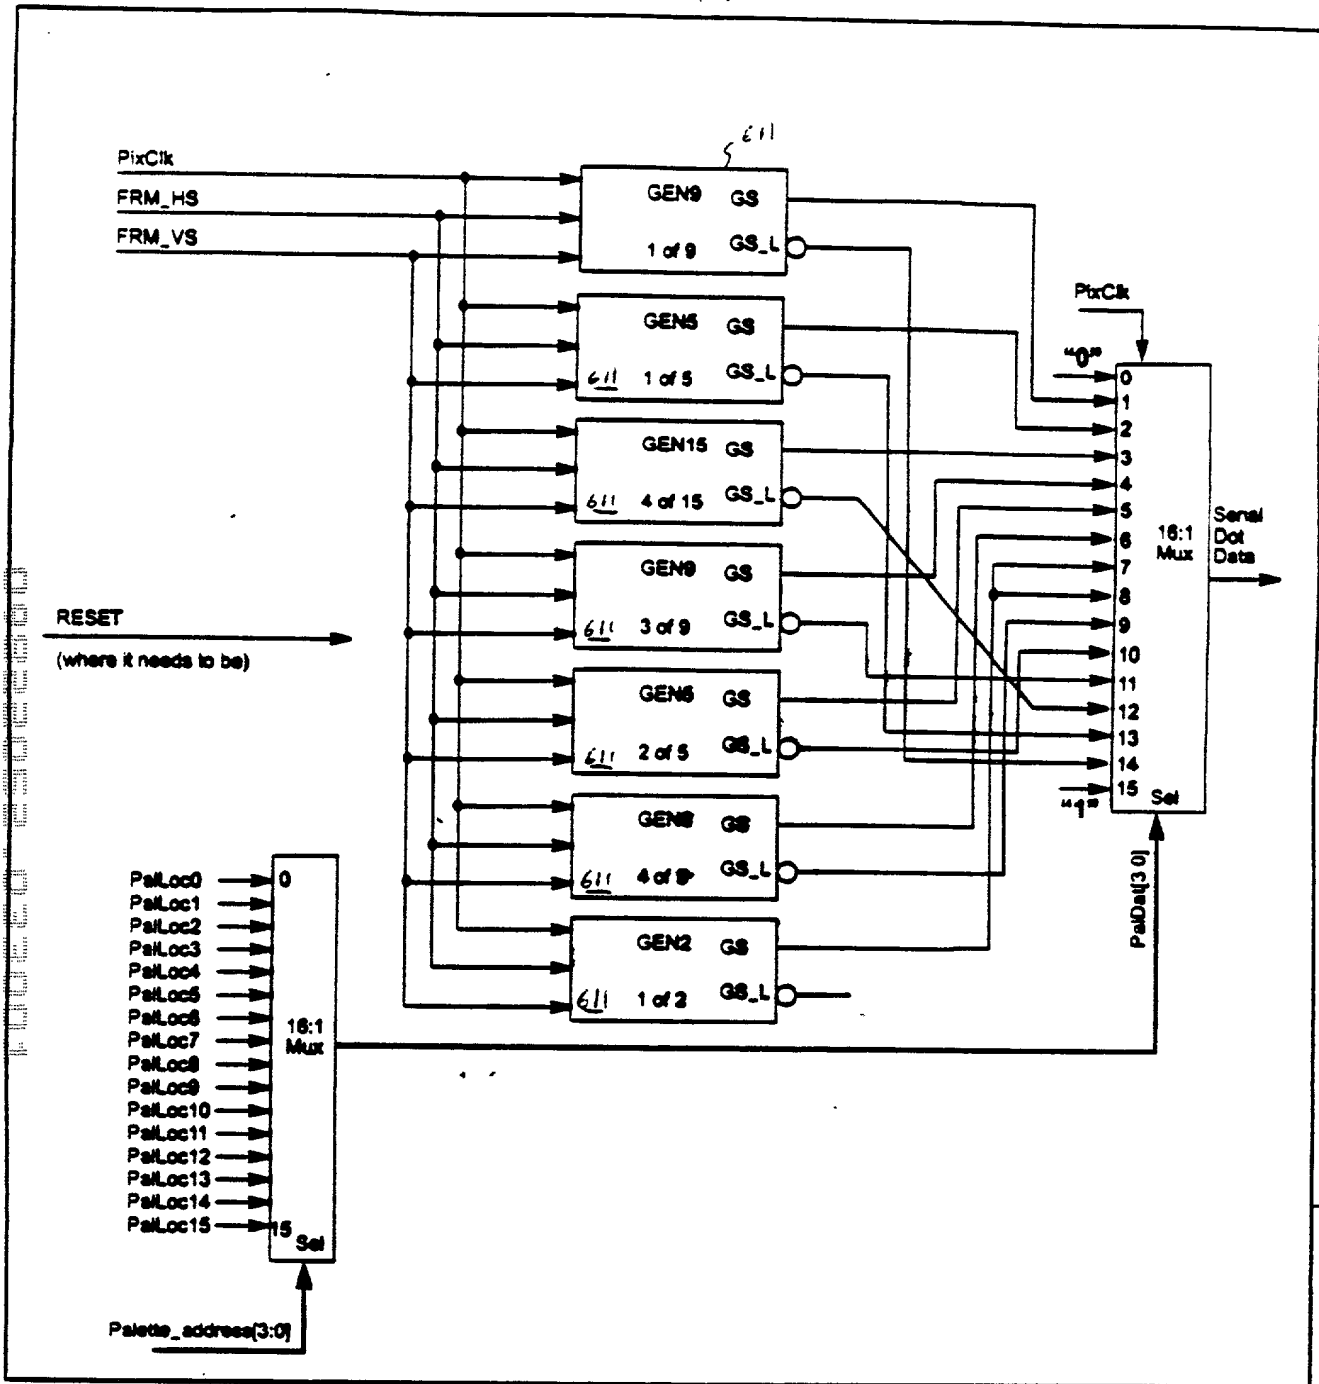 PixClk
FRM_HS
FRM_VS
611
GEN9 GS
1 of 9 GS_L
GEN5 GS
611 1 of 5 GS_L
GEN15 GS
611 4 of 15 GS_L
GEN9 GS
611 3 of 9 GS_L
GEN5 GS
611 2 of 5 GS_L
GS
611 4 of 9 GS_L
GEN2 GS
611 1 of 2 GS_L
RESET
(where it needs to be)
PixClk
"0"
0
1
2
3
4
5
6
7
8
9
10
11
12
13
14
15
"1"
16:1
Mux
Sel
Serial
Dot
Data
PalDat[3:0]
PalLoc0
PalLoc1
PalLoc2
PalLoc3
PalLoc4
PalLoc5
PalLoc6
PalLoc7
PalLoc8
PalLoc9
PalLoc10
PalLoc11
PalLoc12
PalLoc13
PalLoc14
PalLoc15
0
16:1
Mux
15
Sel
Palette_address[3:0]